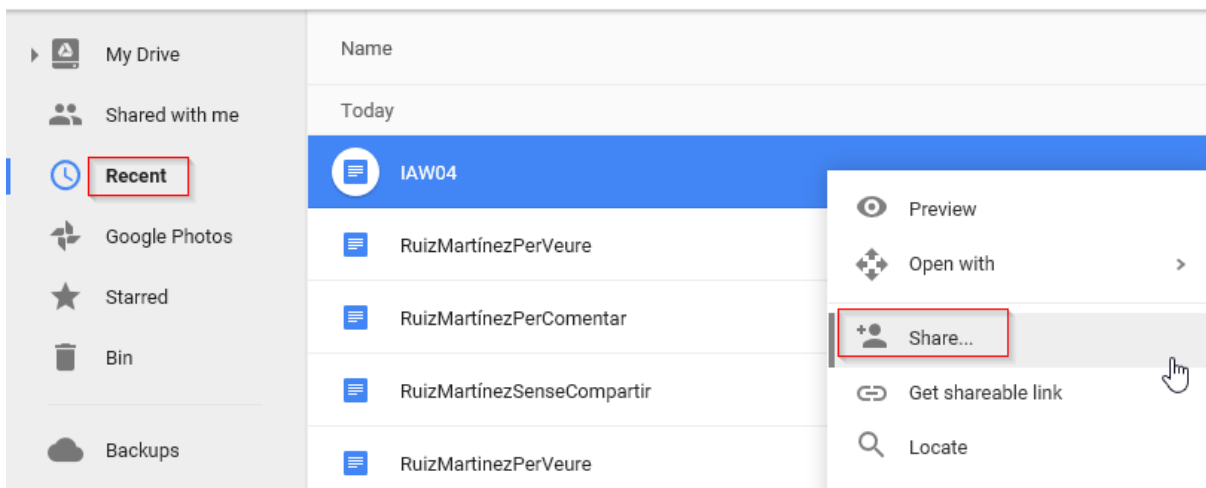 My Drive
Shared with me
Recent
Google Photos
Starred
Bin
Backups
Name
Today
IAW04
RuizMartínezPerVeure
RuizMartínezPerComentar
RuizMartínezSenseCompartir
RuizMartinezPerVeure
Preview
Open with
Share...
Get shareable link
Locate